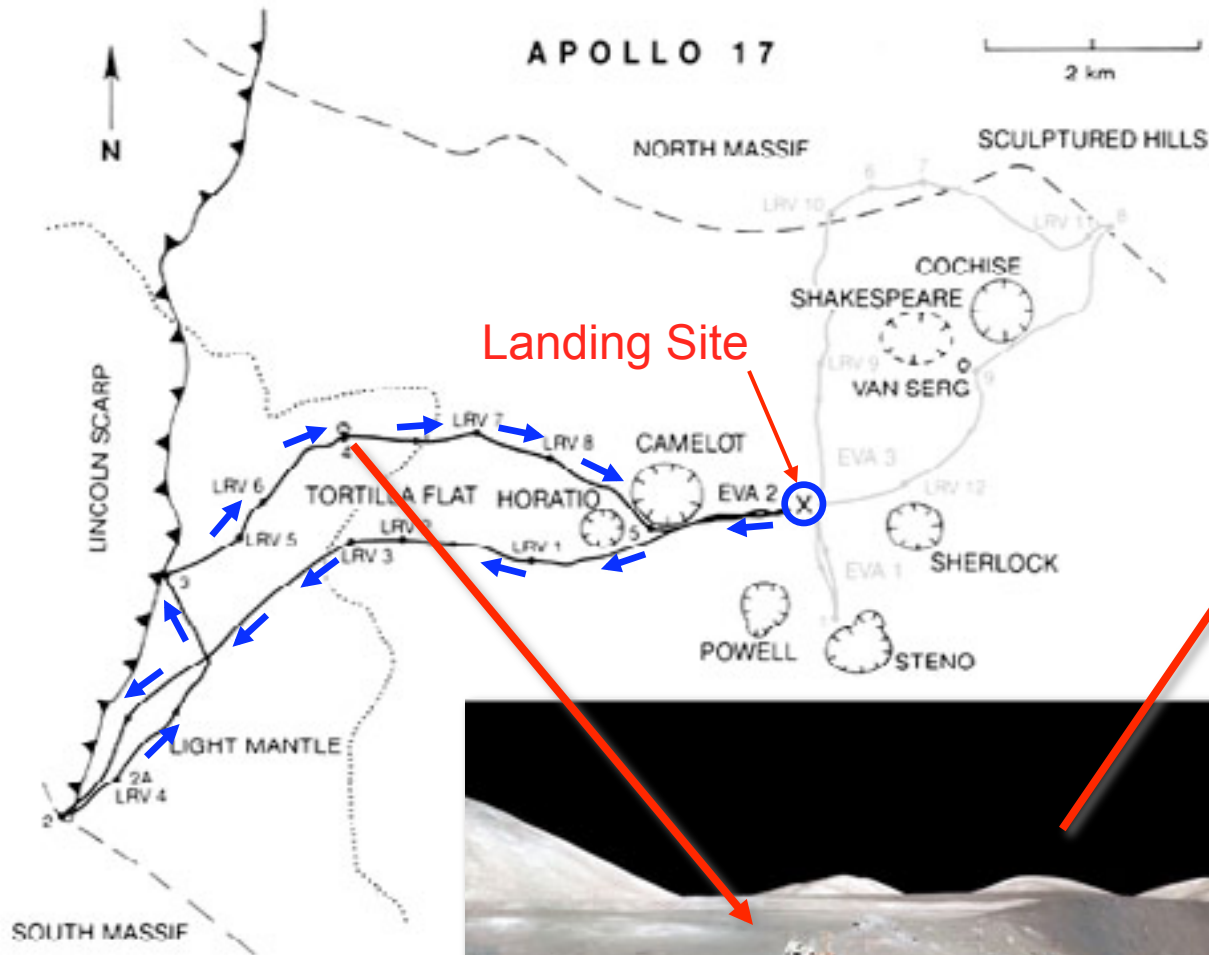 APOLLO 17
2 km
N
NORTH MASSIF
SCULPTURED HILLS
6
7
LRV 10
LRV 11
8
COCHISE
SHAKESPEARE
Landing Site
LRV 9
9
VAN SERG
LINCOLN SCARP
LRV 7
4
LRV 8
CAMELOT
EVA 3
LRV 6
TORTILLA FLAT
HORATIO
EVA 2
X
LRV 12
5
LRV 5
LRV 2
LRV 3
LRV 1
SHERLOCK
3
EVA 1
1
POWELL
STENO
LIGHT MANTLE
2A
LRV 4
2
SOUTH MASSIF